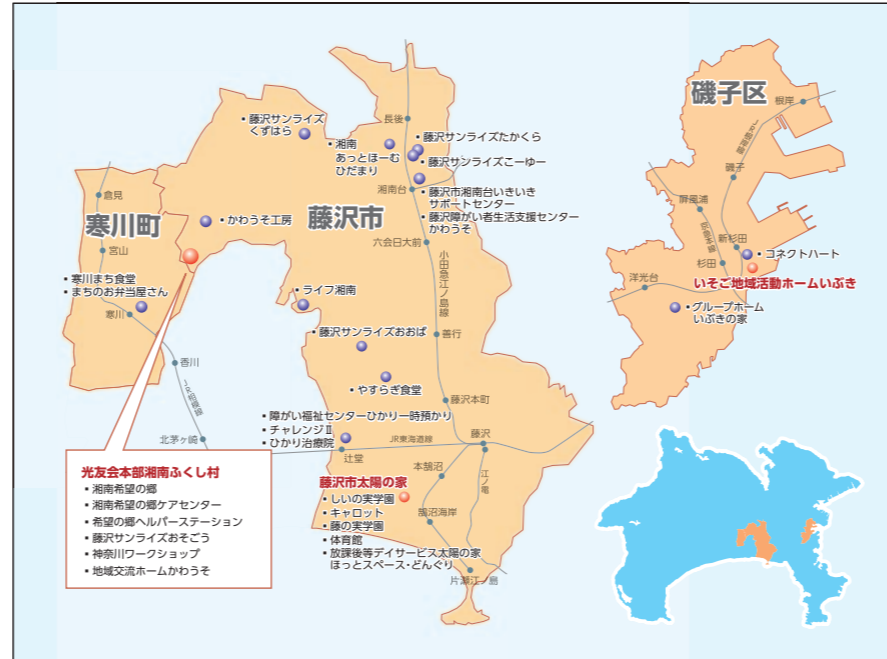 磯子区
根岸
JR根岸線
磯子
屏風浦
新杉田
杉田
・コネクトハート
いそご地域活動ホームいぶき
洋光台
・グループホーム
いぶきの家
藤沢市
長後
・藤沢サンライズ
くずはら
・湘南
あっとほーむ
ひだまり
・藤沢サンライズたかくら
・藤沢サンライズこーゆー
湘南台
・藤沢市湘南台いきいき
サポートセンター
・藤沢障がい者生活支援センター
かわうそ
・かわうそ工房
六会日大前
小田急江ノ島線
・ライフ湘南
善行
・藤沢サンライズおおば
・やすらぎ食堂
藤沢本町
・障がい福祉センターひかり一時預かり
・チャレンジⅡ
・ひかり治療院
JR東海道線
藤沢
辻堂
本鵠沼
江ノ電
藤沢市太陽の家
・しいの実学園
・キャロット
・藤の実学園
・体育館
・放課後等デイサービス太陽の家
ほっとスペース・どんぐり
鵠沼海岸
片瀬江ノ島
寒川町
倉見
宮山
・寒川まち食堂
・まちのお弁当屋さん
寒川
香川
JR相模線
北茅ヶ崎
光友会本部湘南ふくし村
・湘南希望の郷
・湘南希望の郷ケアセンター
・希望の郷ヘルパーステーション
・藤沢サンライズおそごう
・神奈川ワークショップ
・地域交流ホームかわうそ